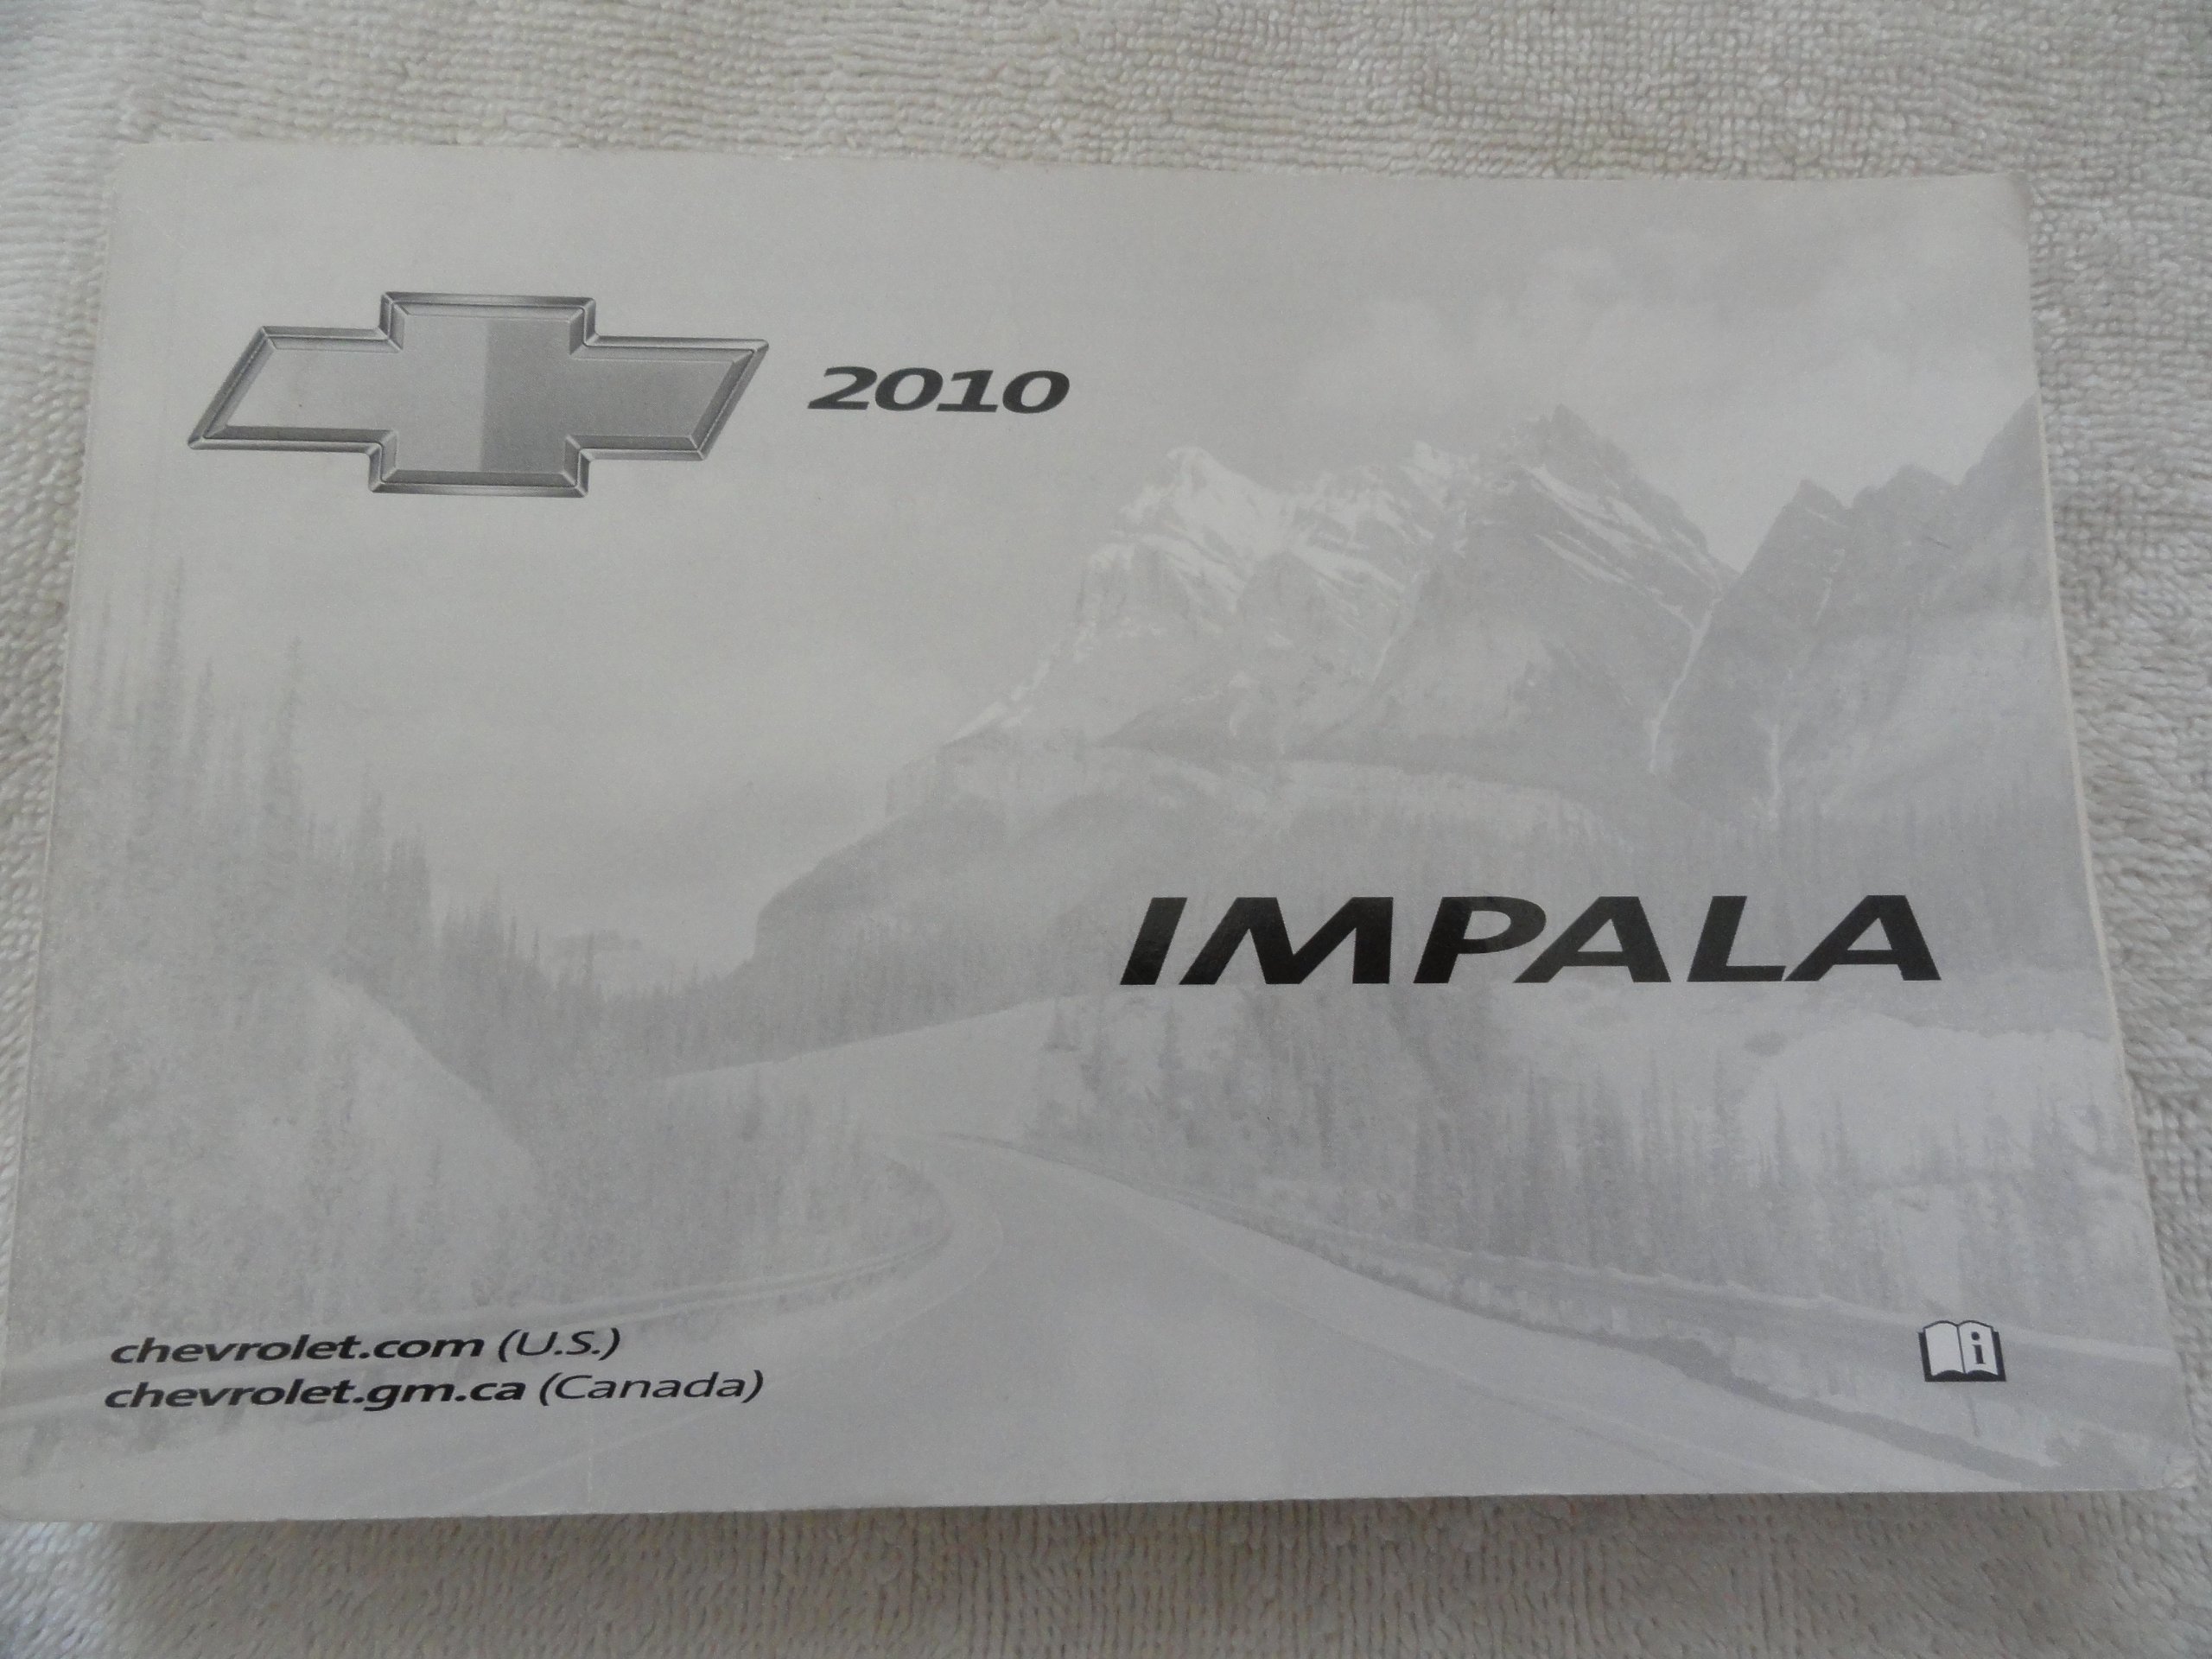 2010
IMPALA
chevrolet.com (U.S.)
chevrolet.gm.ca (Canada)
i